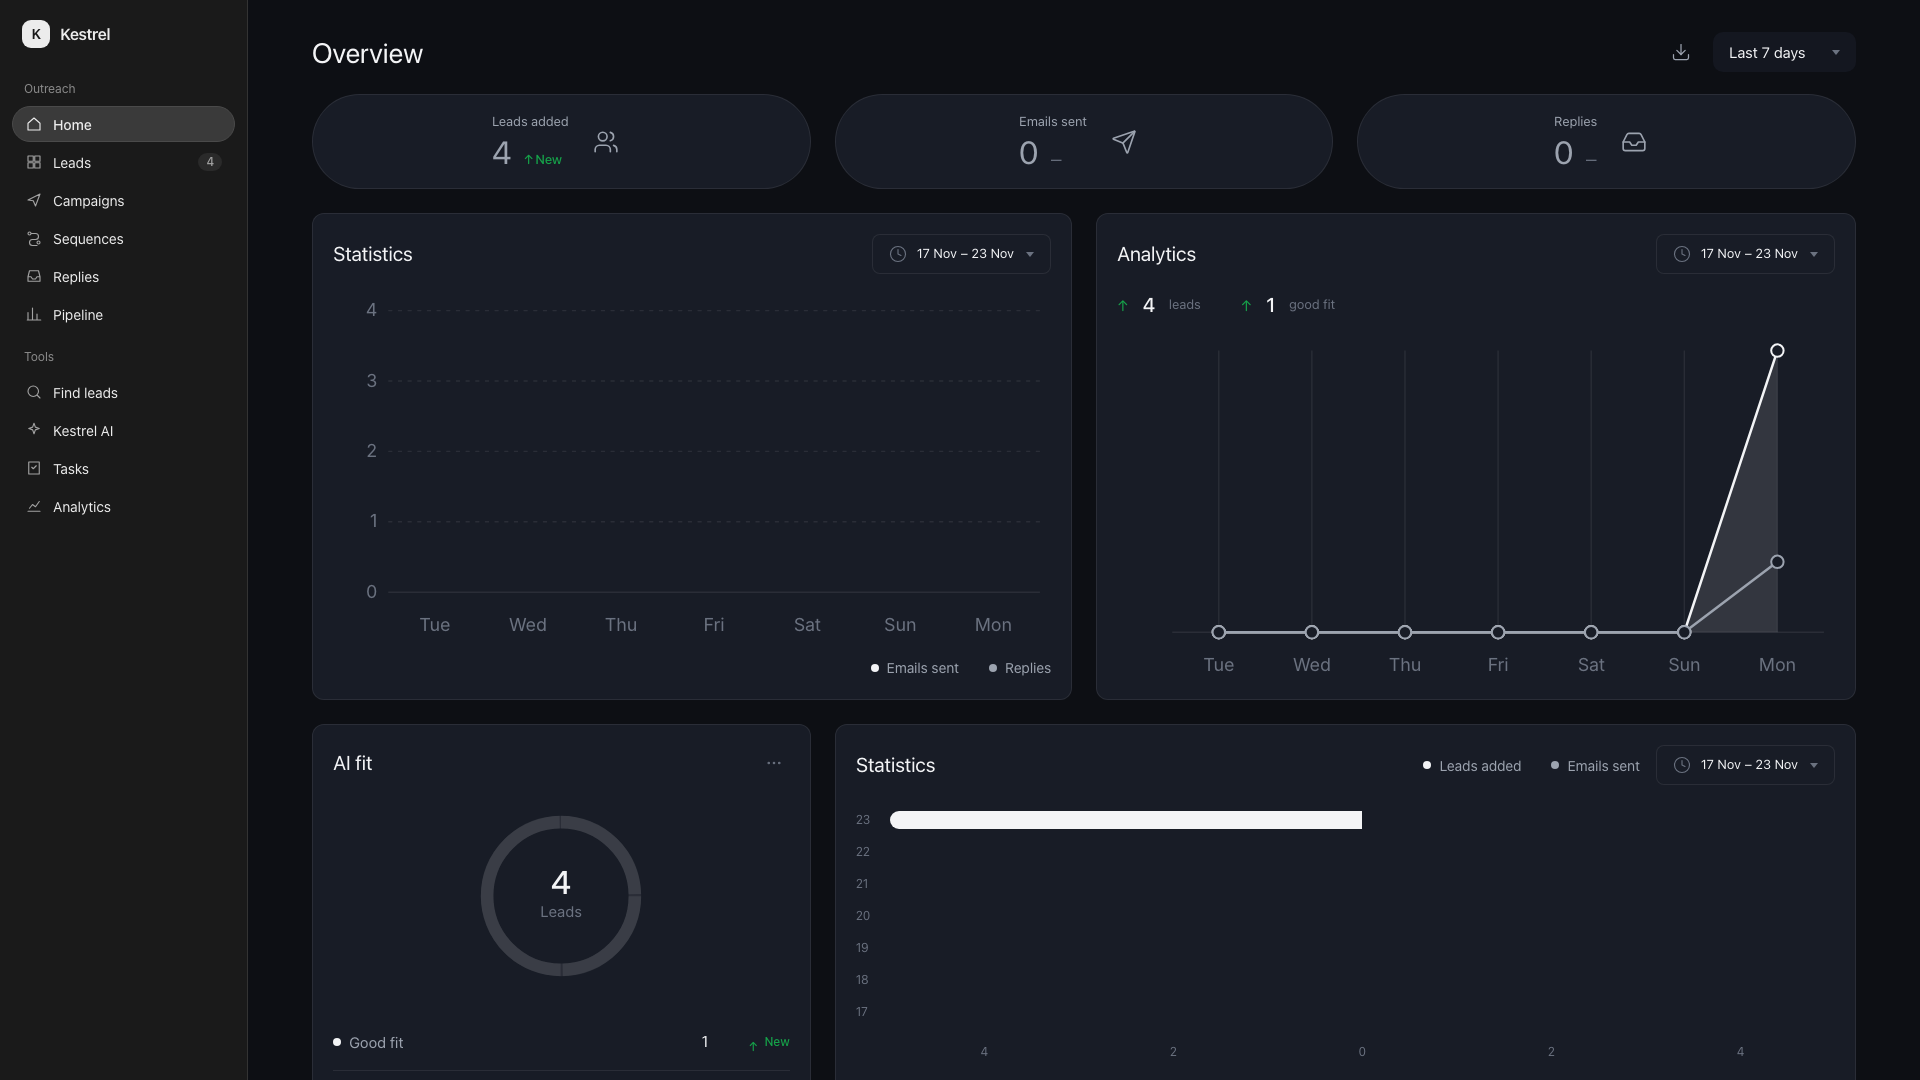 K Kestrel
Outreach
Home
Leads 4
Campaigns
Sequences
Replies
Pipeline
Tools
Find leads
Kestrel AI
Tasks
Analytics
Overview
Last 7 days
Leads added
4 ↑ New
Emails sent
0 –
Replies
0 –
Statistics
17 Nov – 23 Nov
4
3
2
1
0
Tue Wed Thu Fri Sat Sun Mon
Emails sent Replies
Analytics
17 Nov – 23 Nov
↑ 4 leads ↑ 1 good fit
Tue Wed Thu Fri Sat Sun Mon
AI fit
4
Leads
Good fit 1 ↑ New
Statistics
Leads added Emails sent 17 Nov – 23 Nov
23
22
21
20
19
18
17
4 2 0 2 4